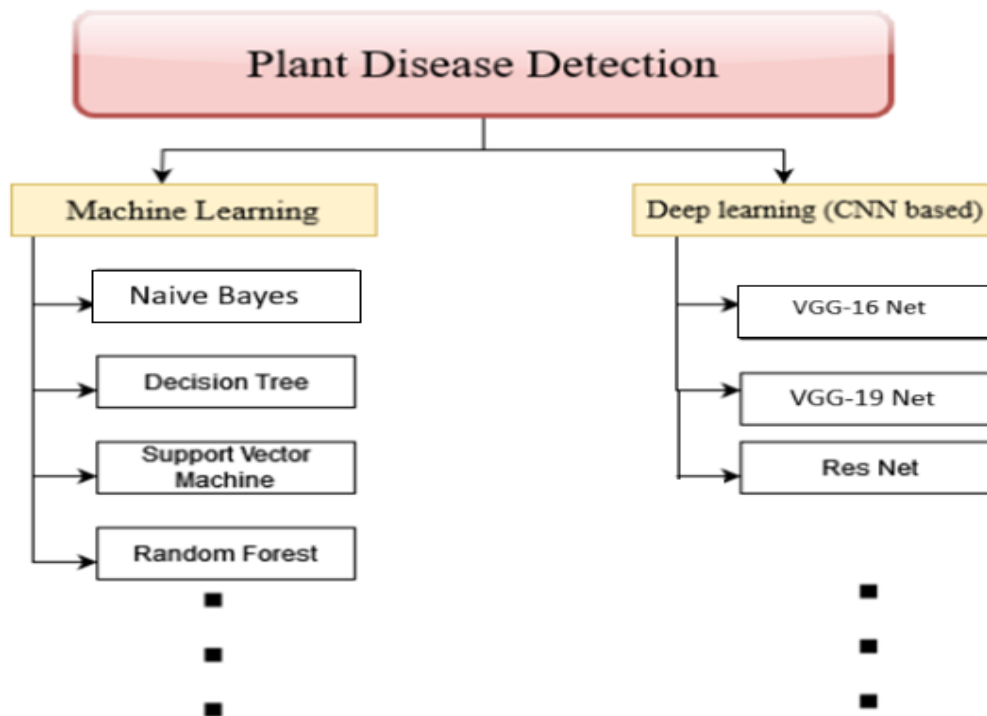 Plant Disease Detection
Machine Learning
Naive Bayes
Decision Tree
Support Vector
Machine
Random Forest
Deep learning (CNN based)
VGG-16 Net
VGG-19 Net
Res Net